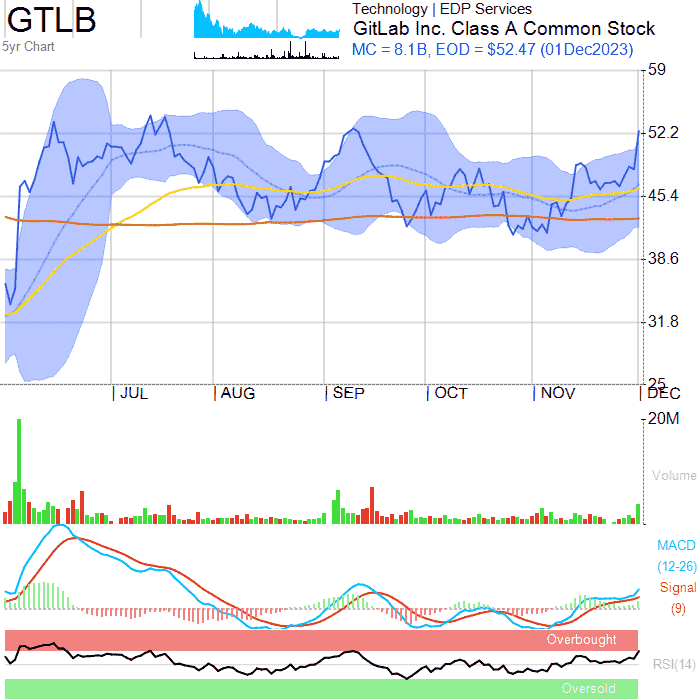 GTLB
5yr Chart
Technology | EDP Services
GitLab Inc. Class A Common Stock
MC = 8.1B, EOD = $52.47 (01Dec2023)
59
52.2
45.4
38.6
31.8
25
JUL
AUG
SEP
OCT
NOV
DEC
20M
Volume
MACD
(12-26)
Signal
(9)
Overbought
RSI(14)
Oversold